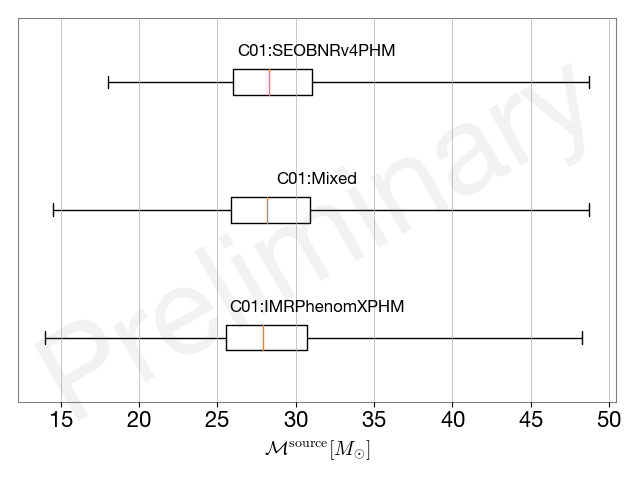 C01:SEOBNRv4PHM
C01:Mixed
C01:IMRPhenomXPHM
Preliminary
15 20 25 30 35 40 45 50
ℳ^source[M_⊙]